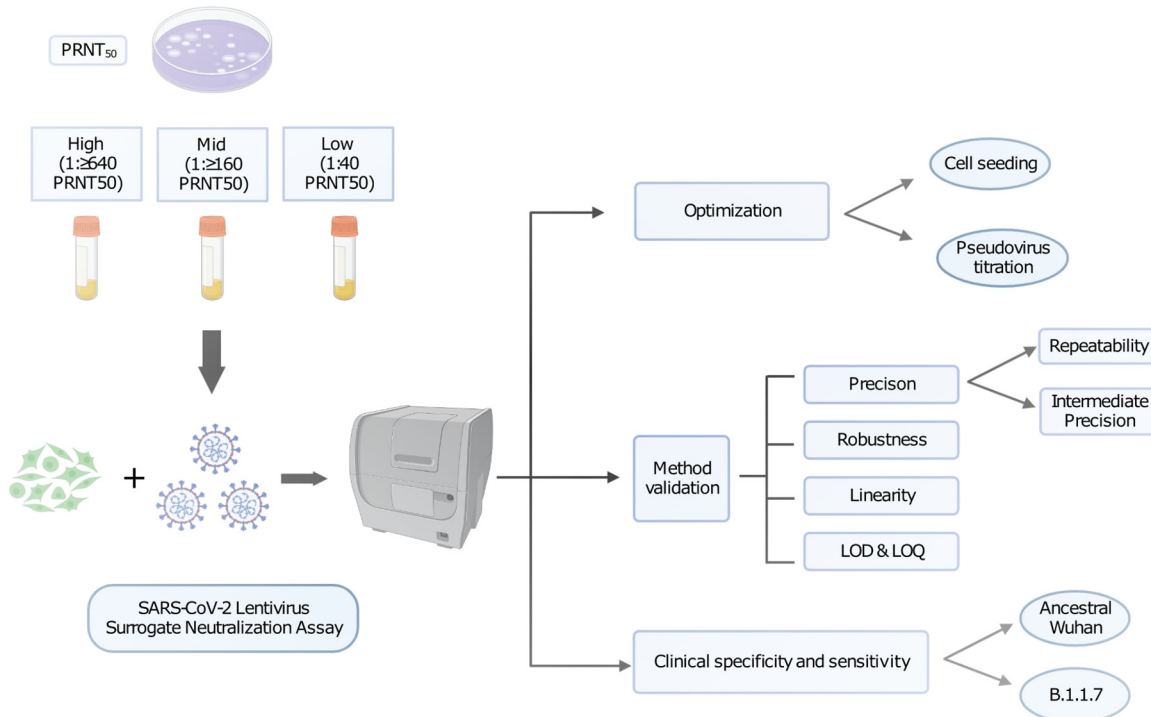 PRNT₅₀
High
(1:≥640
PRNT50)
Mid
(1:≥160
PRNT50)
Low
(1:40
PRNT50)
+
SARS-CoV-2 Lentivirus
Surrogate Neutralization Assay
Optimization
Cell seeding
Pseudovirus
titration
Method
validation
Precison
Repeatability
Intermediate
Precision
Robustness
Linearity
LOD & LOQ
Clinical specificity and sensitivity
Ancestral
Wuhan
B.1.1.7